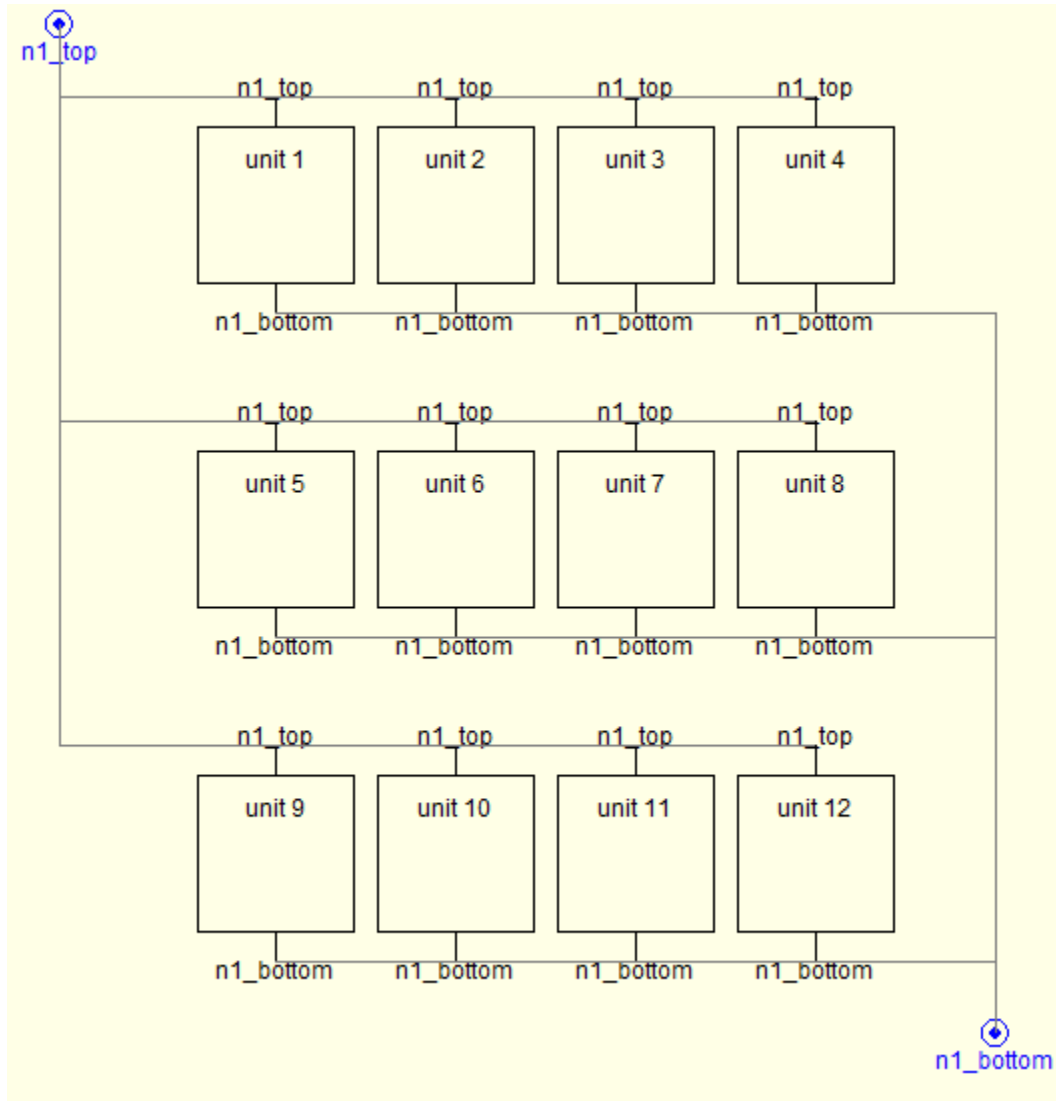 n1_top
n1_top n1_top n1_top n1_top
unit 1 unit 2 unit 3 unit 4
n1_bottom n1_bottom n1_bottom n1_bottom
n1_top n1_top n1_top n1_top
unit 5 unit 6 unit 7 unit 8
n1_bottom n1_bottom n1_bottom n1_bottom
n1_top n1_top n1_top n1_top
unit 9 unit 10 unit 11 unit 12
n1_bottom n1_bottom n1_bottom n1_bottom
n1_bottom